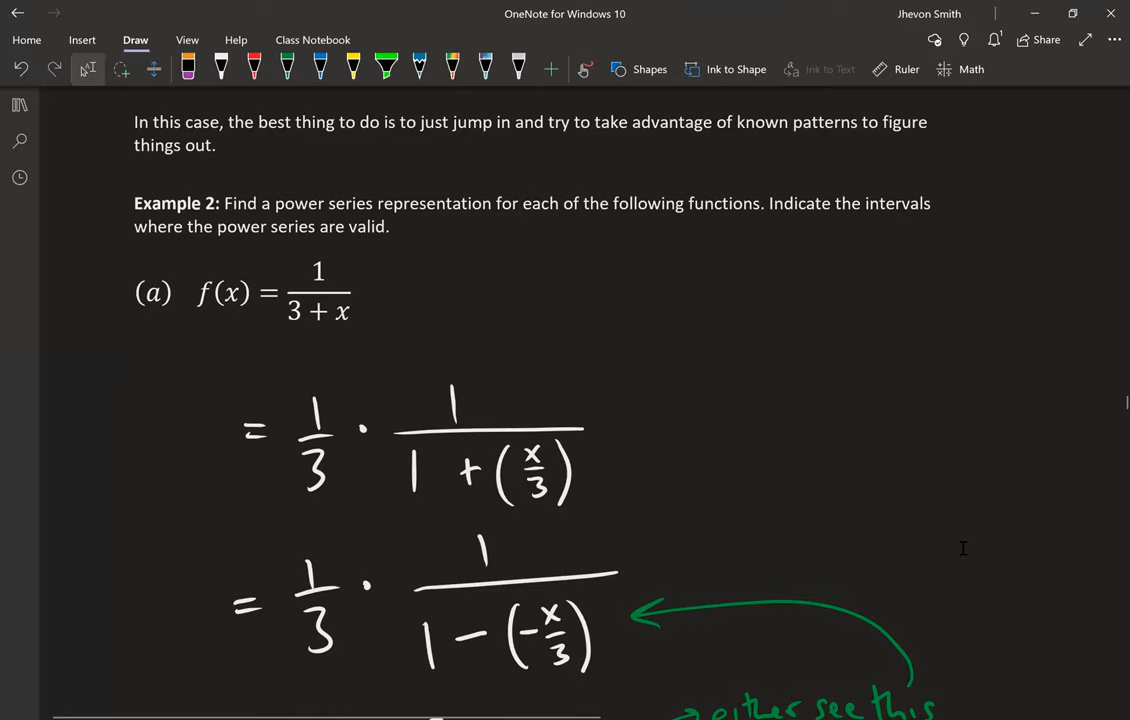 OneNote for Windows 10
Jhevon Smith
Home Insert Draw View Help Class Notebook
1 Share
Shapes Ink to Shape Ink to Text Ruler Math
In this case, the best thing to do is to just jump in and try to take advantage of known patterns to figure
things out.
Example 2: Find a power series representation for each of the following functions. Indicate the intervals
where the power series are valid.
(a) f(x) = 1/(3 + x)
= 1/3 · 1/(1 + (x/3))
= 1/3 · 1/(1 − (−x/3))
either see this